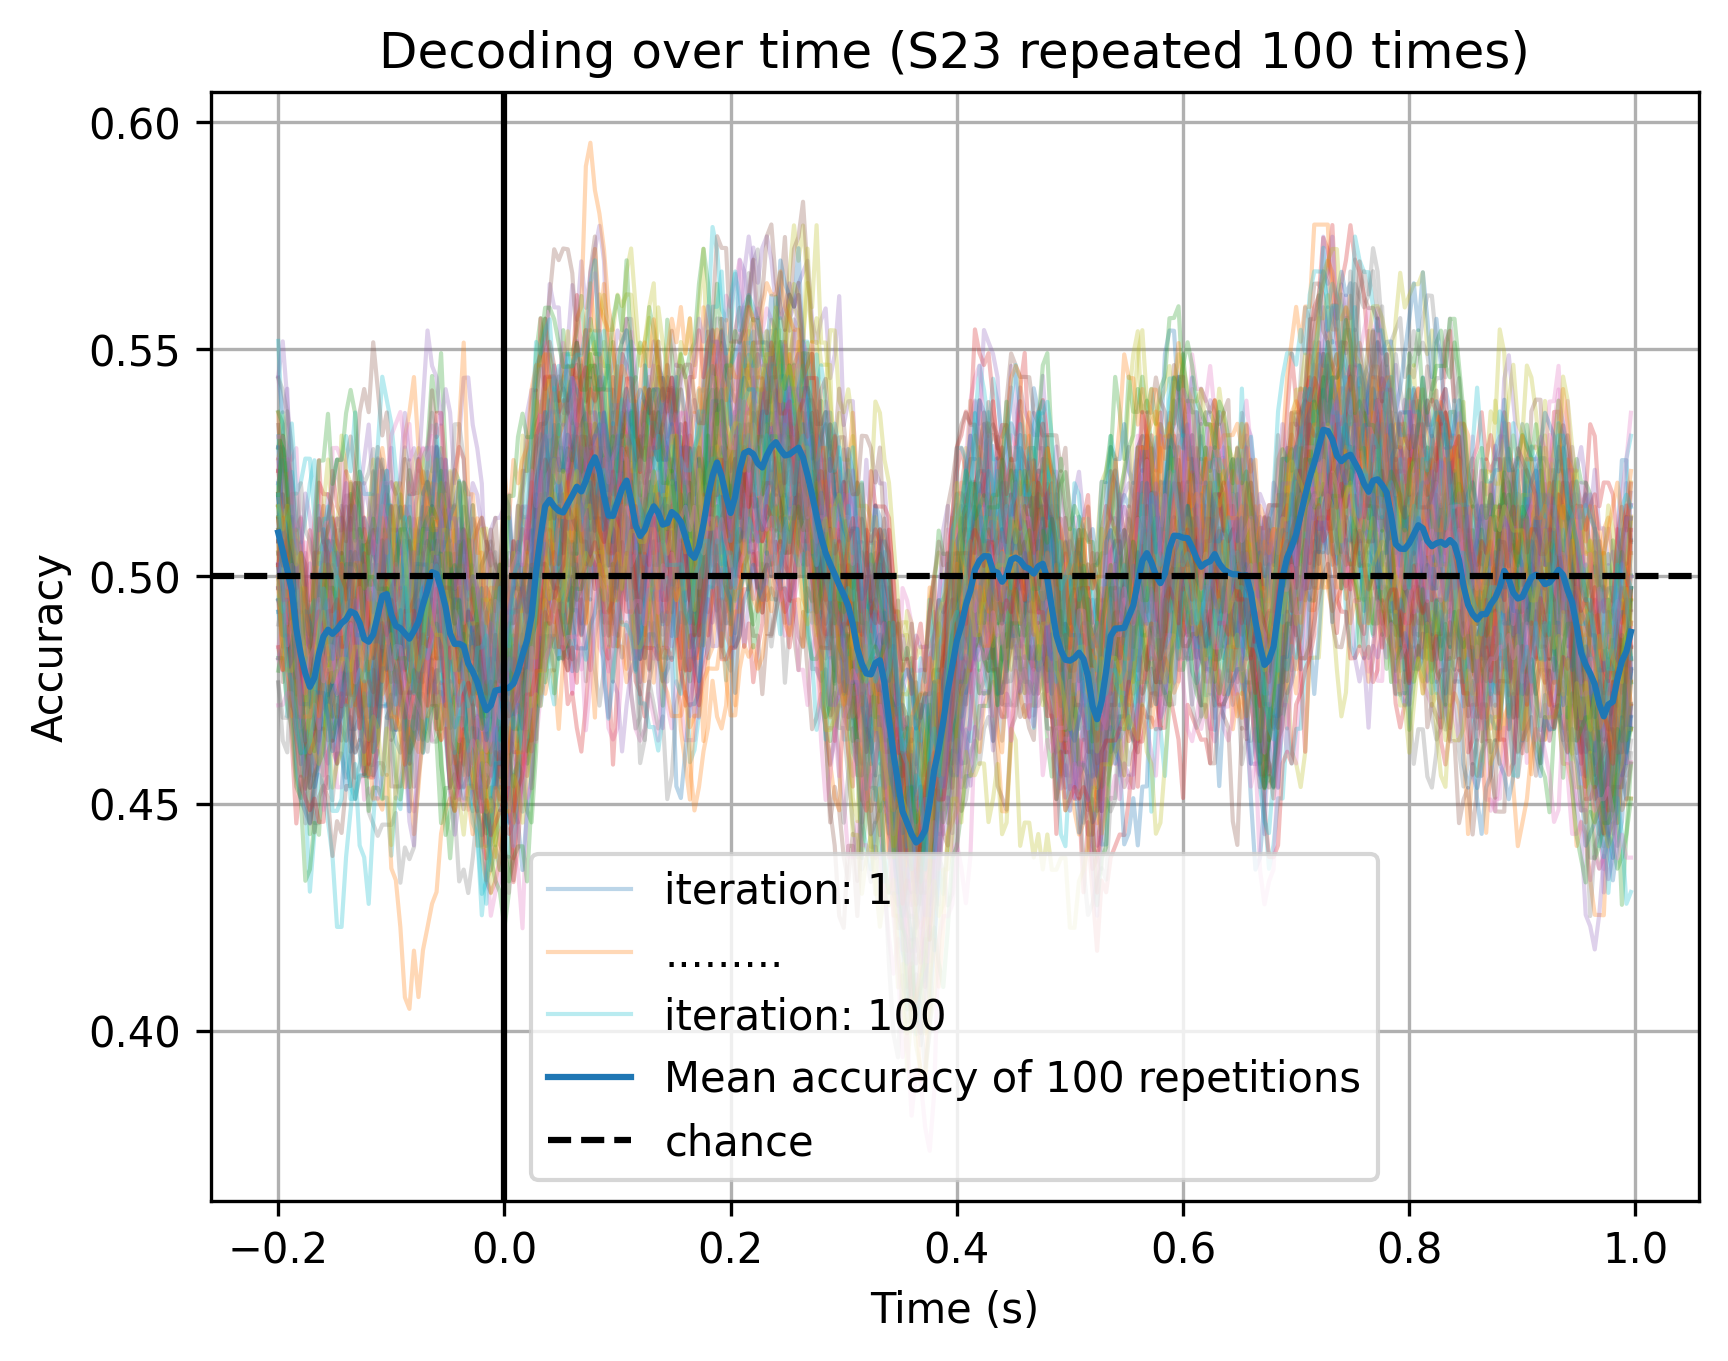 Decoding over time (S23 repeated 100 times)
0.60
0.55
0.50
0.45
0.40
Accuracy
iteration: 1
.........
iteration: 100
Mean accuracy of 100 repetitions
chance
−0.2 0.0 0.2 0.4 0.6 0.8 1.0
Time (s)